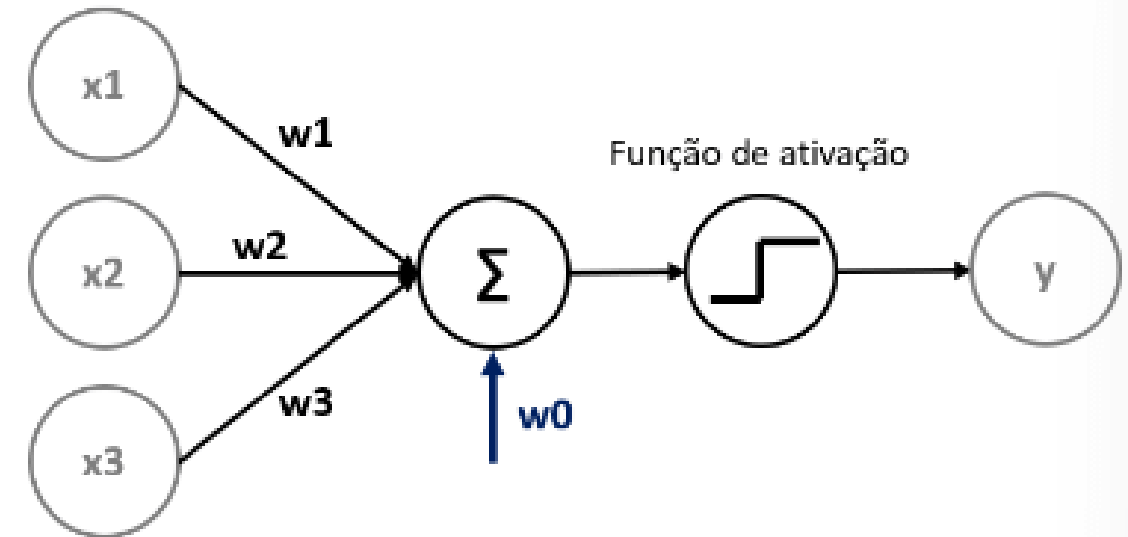 x1
w1
Função de ativação
x2
w2
Σ
y
w3
w0
x3